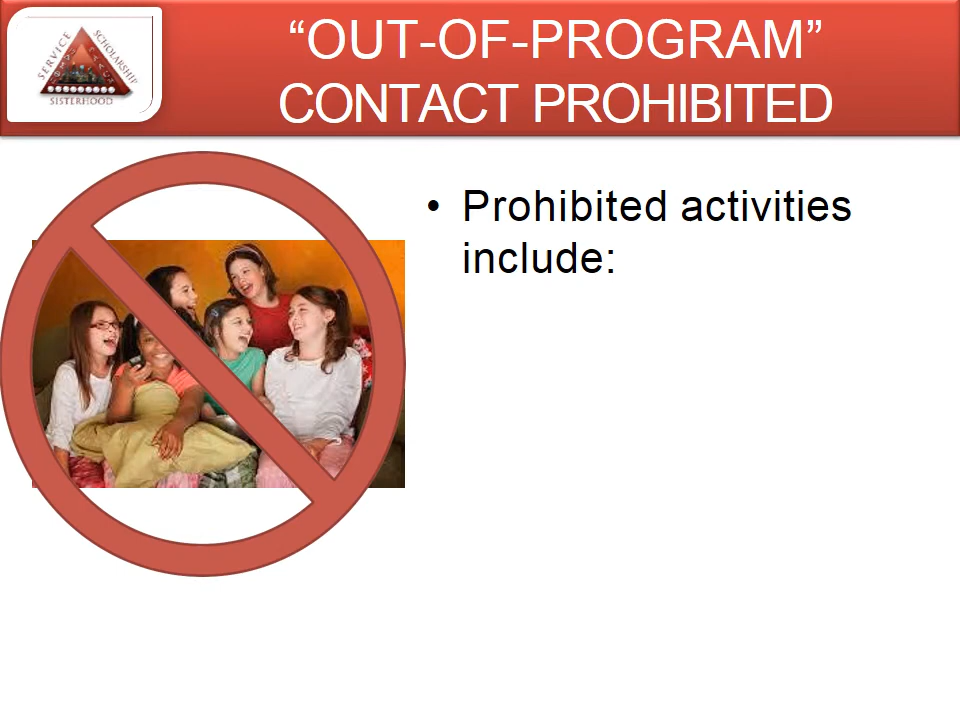 “OUT-OF-PROGRAM”
CONTACT PROHIBITED
SERVICE
SCHOLARSHIP
SISTERHOOD
• Prohibited activities
include: